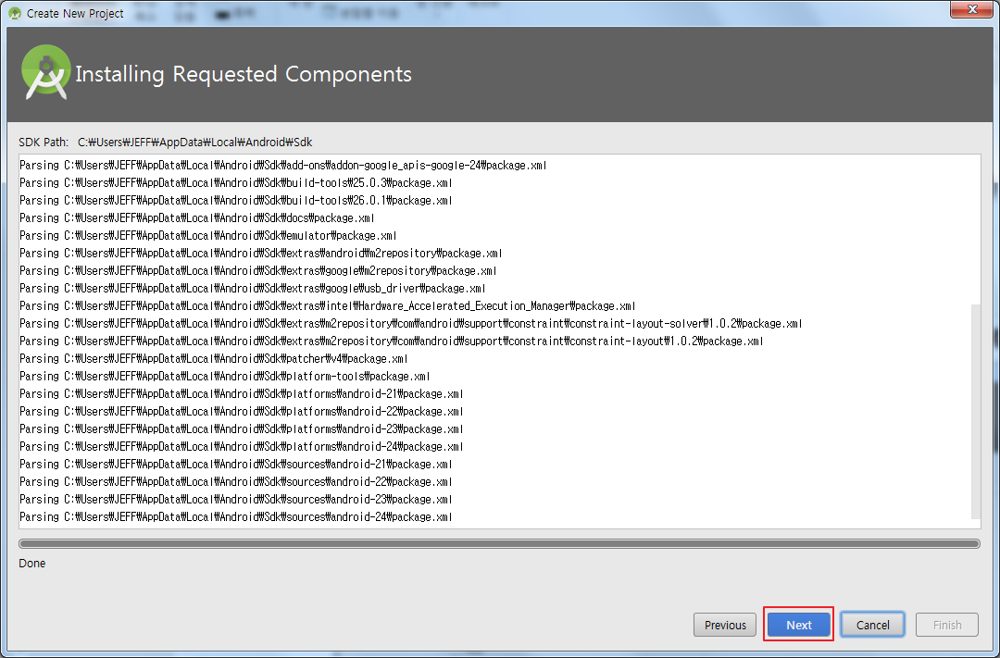 Create New Project
Installing Requested Components
SDK Path: C:₩Users₩JEFF₩AppData₩Local₩Android₩Sdk
Parsing C:₩Users₩JEFF₩AppData₩Local₩Android₩Sdk₩add-ons₩addon-google_apis-google-24₩package.xml
Parsing C:₩Users₩JEFF₩AppData₩Local₩Android₩Sdk₩build-tools₩25.0.3₩package.xml
Parsing C:₩Users₩JEFF₩AppData₩Local₩Android₩Sdk₩build-tools₩26.0.1₩package.xml
Parsing C:₩Users₩JEFF₩AppData₩Local₩Android₩Sdk₩docs₩package.xml
Parsing C:₩Users₩JEFF₩AppData₩Local₩Android₩Sdk₩emulator₩package.xml
Parsing C:₩Users₩JEFF₩AppData₩Local₩Android₩Sdk₩extras₩android₩m2repository₩package.xml
Parsing C:₩Users₩JEFF₩AppData₩Local₩Android₩Sdk₩extras₩google₩m2repository₩package.xml
Parsing C:₩Users₩JEFF₩AppData₩Local₩Android₩Sdk₩extras₩google₩usb_driver₩package.xml
Parsing C:₩Users₩JEFF₩AppData₩Local₩Android₩Sdk₩extras₩intel₩Hardware_Accelerated_Execution_Manager₩package.xml
Parsing C:₩Users₩JEFF₩AppData₩Local₩Android₩Sdk₩extras₩m2repository₩com₩android₩support₩constraint₩constraint-layout-solver₩1.0.2₩package.xml
Parsing C:₩Users₩JEFF₩AppData₩Local₩Android₩Sdk₩extras₩m2repository₩com₩android₩support₩constraint₩constraint-layout₩1.0.2₩package.xml
Parsing C:₩Users₩JEFF₩AppData₩Local₩Android₩Sdk₩patcher₩v4₩package.xml
Parsing C:₩Users₩JEFF₩AppData₩Local₩Android₩Sdk₩platform-tools₩package.xml
Parsing C:₩Users₩JEFF₩AppData₩Local₩Android₩Sdk₩platforms₩android-21₩package.xml
Parsing C:₩Users₩JEFF₩AppData₩Local₩Android₩Sdk₩platforms₩android-22₩package.xml
Parsing C:₩Users₩JEFF₩AppData₩Local₩Android₩Sdk₩platforms₩android-23₩package.xml
Parsing C:₩Users₩JEFF₩AppData₩Local₩Android₩Sdk₩platforms₩android-24₩package.xml
Parsing C:₩Users₩JEFF₩AppData₩Local₩Android₩Sdk₩sources₩android-21₩package.xml
Parsing C:₩Users₩JEFF₩AppData₩Local₩Android₩Sdk₩sources₩android-22₩package.xml
Parsing C:₩Users₩JEFF₩AppData₩Local₩Android₩Sdk₩sources₩android-23₩package.xml
Parsing C:₩Users₩JEFF₩AppData₩Local₩Android₩Sdk₩sources₩android-24₩package.xml
Done
Previous Next Cancel Finish